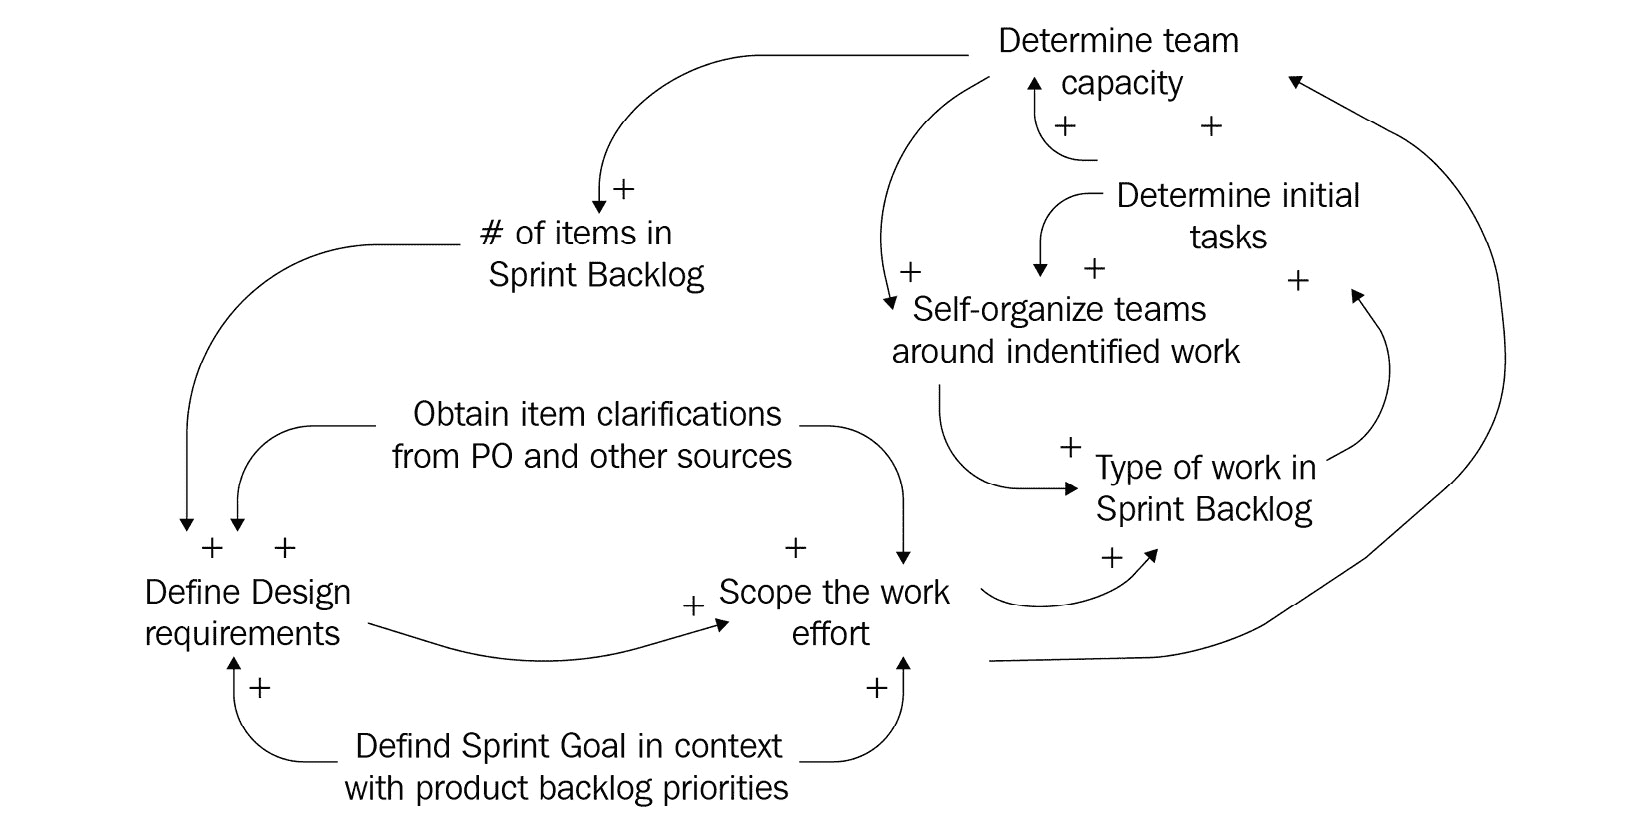 Determine team
capacity
+ +
+
# of items in
Sprint Backlog
Determine initial
tasks
+ + +
Self-organize teams
around indentified work
Obtain item clarifications
from PO and other sources
+
Type of work in
Sprint Backlog
+ + + +
Define Design
requirements
+
Scope the work
effort
+ +
Defind Sprint Goal in context
with product backlog priorities